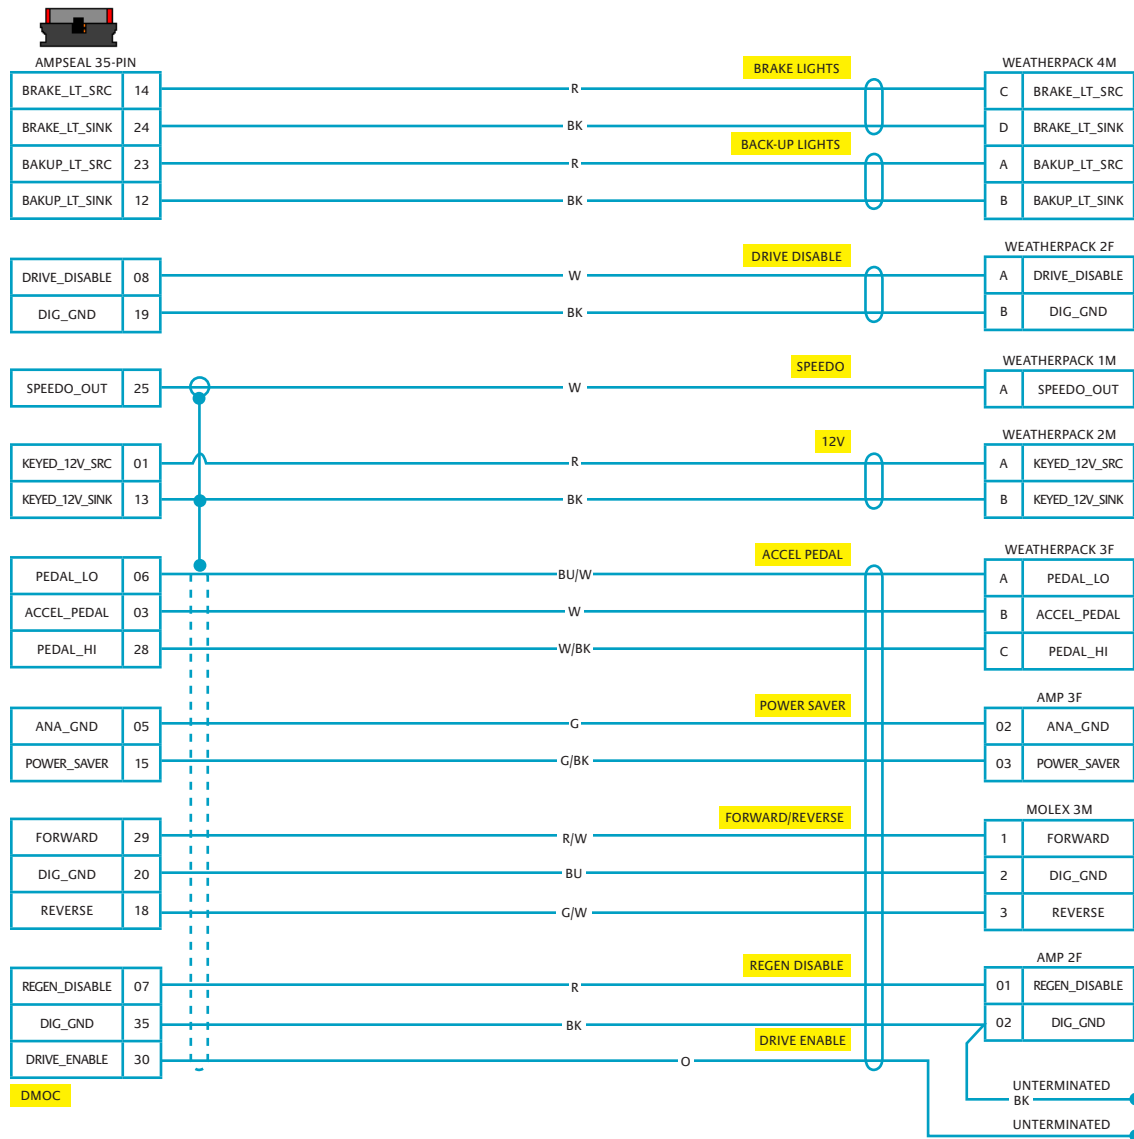 AMPSEAL 35-PIN
BRAKE LIGHTS
WEATHERPACK 4M
BRAKE_LT_SRC 14 R C BRAKE_LT_SRC
BRAKE_LT_SINK 24 BK D BRAKE_LT_SINK
BACK-UP LIGHTS
BAKUP_LT_SRC 23 R A BAKUP_LT_SRC
BAKUP_LT_SINK 12 BK B BAKUP_LT_SINK
WEATHERPACK 2F
DRIVE DISABLE
DRIVE_DISABLE 08 W A DRIVE_DISABLE
DIG_GND 19 BK B DIG_GND
WEATHERPACK 1M
SPEEDO
SPEEDO_OUT 25 W A SPEEDO_OUT
WEATHERPACK 2M
12V
KEYED_12V_SRC 01 R A KEYED_12V_SRC
KEYED_12V_SINK 13 BK B KEYED_12V_SINK
WEATHERPACK 3F
ACCEL PEDAL
PEDAL_LO 06 BU/W A PEDAL_LO
ACCEL_PEDAL 03 W B ACCEL_PEDAL
PEDAL_HI 28 W/BK C PEDAL_HI
AMP 3F
POWER SAVER
ANA_GND 05 G 02 ANA_GND
POWER_SAVER 15 G/BK 03 POWER_SAVER
MOLEX 3M
FORWARD/REVERSE
FORWARD 29 R/W 1 FORWARD
DIG_GND 20 BU 2 DIG_GND
REVERSE 18 G/W 3 REVERSE
AMP 2F
REGEN DISABLE
REGEN_DISABLE 07 R 01 REGEN_DISABLE
DIG_GND 35 BK 02 DIG_GND
DRIVE ENABLE
DRIVE_ENABLE 30 O
DMOC
UNTERMINATED
BK
UNTERMINATED